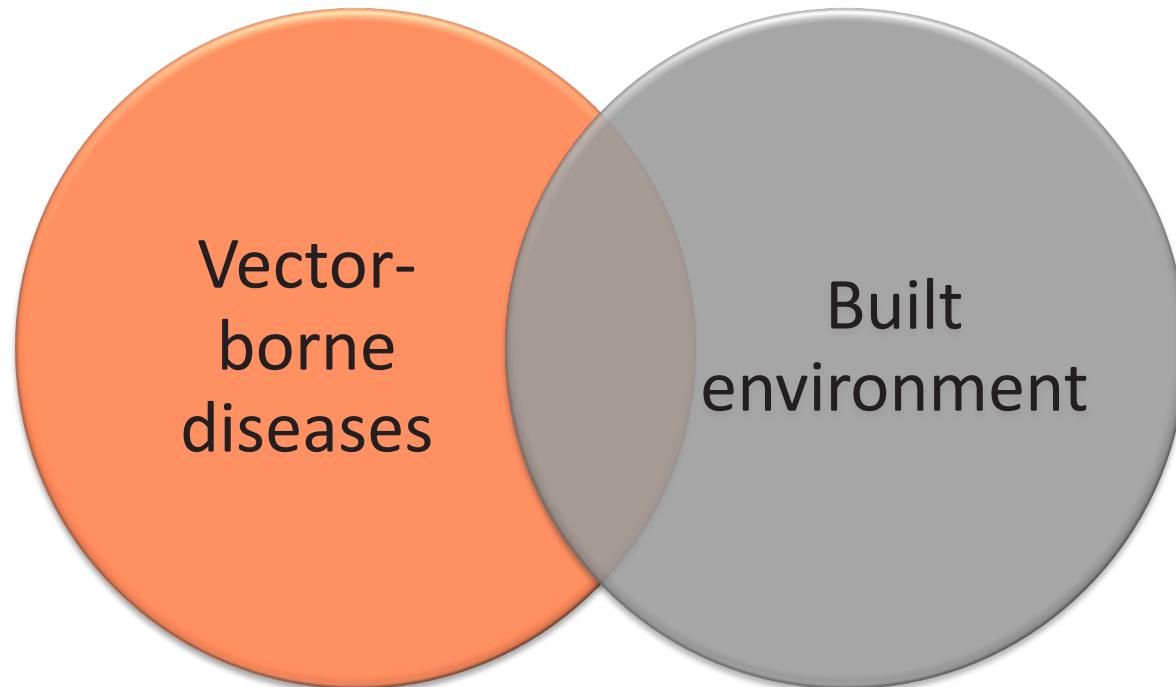 Vector-
borne
diseases
Built
environment